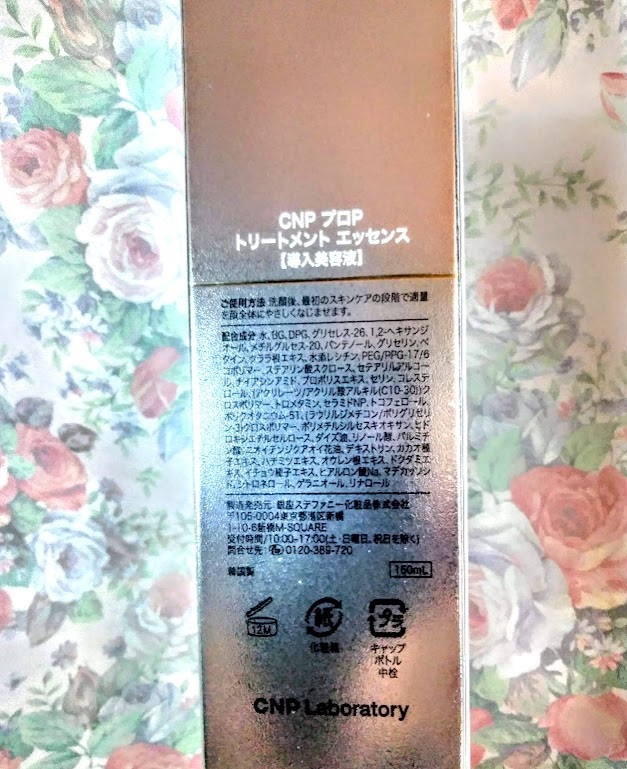 CNP プロP
トリートメント エッセンス
【導入美容液】
ご使用方法 洗顔後、最初のスキンケアの段階で適量
を顔全体にやさしくなじませます。
配合成分 水、BG、DPG、グリセレス-26、1,2-ヘキサンジ
オール、メチルグルセス-20、パンテノール、グリセリン、ベ
タイン、クララ根エキス、水添レシチン、PEG/PPG-17/6
コポリマー、ステアリン酸スクロース、セテアリルアルコー
ル、ナイアシンアミド、プロポリスエキス、セリン、コレステ
ロール、(アクリレーツ/アクリル酸アルキル(C10-30))ク
ロスポリマー、トロメタミン、セラミドNP、トコフェロール、
ポリクオタニウム-51、(ラウリルジメチコン/ポリグリセリ
ン-3)クロスポリマー、ポリメチルシルセスキオキサン、ヒド
ロキシエチルセルロース、ダイズ油、リノール酸、パルミチ
ン酸、ニオイテンジクアオイ花油、デキストリン、カカオ種
子エキス、ハチミツエキス、オウレン根エキス、ドクダミエ
キス、イチョウ種子エキス、ヒアルロン酸Na、マデカッソシ
ド、シトロネロール、ゲラニオール、リナロール
製造発売元 銀座ステファニー化粧品株式会社
〒105-0004東京都港区新橋
1-10-6新橋M-SQUARE
受付時間/10:00-17:00(土・日曜日、祝日を除く)
問合せ先 0120-389-720
韓国製 150mL
12M 紙 プラ
化粧箱 キャップ
ボトル
中栓
CNP Laboratory